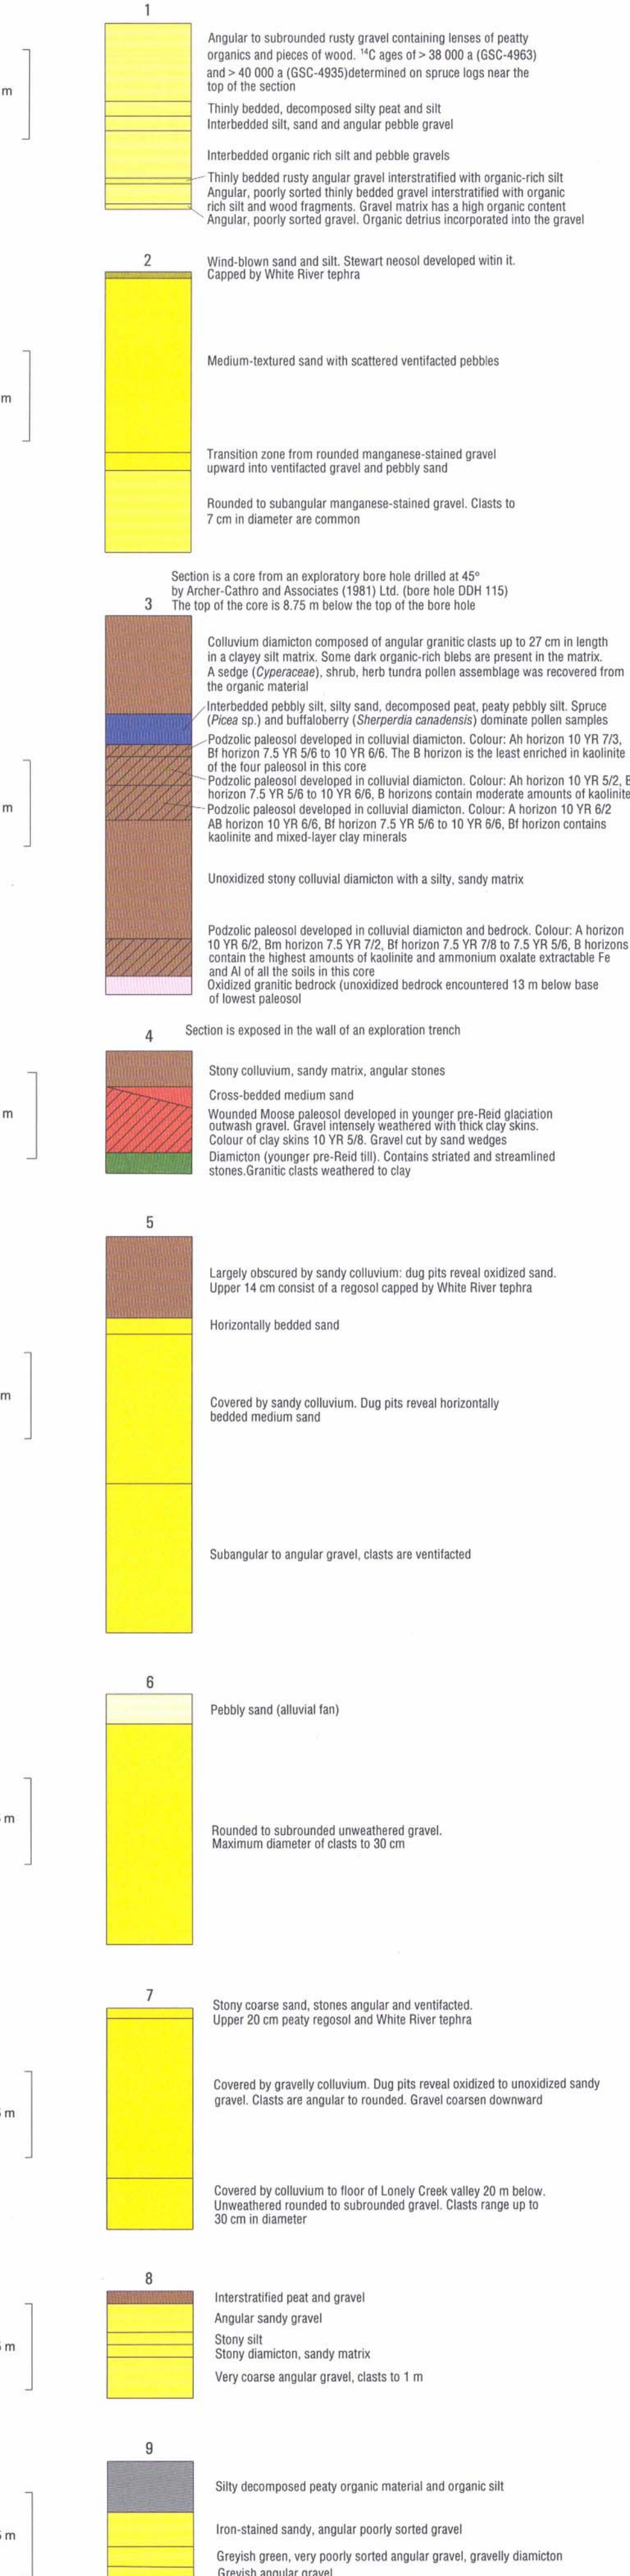 1
Angular to subrounded rusty gravel containing lenses of peatty
organics and pieces of wood. ¹⁴C ages of > 38 000 a (GSC-4963)
and > 40 000 a (GSC-4935)determined on spruce logs near the
top of the section
m
Thinly bedded, decomposed silty peat and silt
Interbedded silt, sand and angular pebble gravel
Interbedded organic rich silt and pebble gravels
Thinly bedded rusty angular gravel interstratified with organic-rich silt
Angular, poorly sorted thinly bedded gravel interstratified with organic
rich silt and wood fragments. Gravel matrix has a high organic content
Angular, poorly sorted gravel. Organic detrius incorporated into the gravel
2
Wind-blown sand and silt. Stewart neosol developed witin it.
Capped by White River tephra
Medium-textured sand with scattered ventifacted pebbles
m
Transition zone from rounded manganese-stained gravel
upward into ventifacted gravel and pebbly sand
Rounded to subangular manganese-stained gravel. Clasts to
7 cm in diameter are common
Section is a core from an exploratory bore hole drilled at 45°
by Archer-Cathro and Associates (1981) Ltd. (bore hole DDH 115)
3 The top of the core is 8.75 m below the top of the bore hole
Colluvium diamicton composed of angular granitic clasts up to 27 cm in length
in a clayey silt matrix. Some dark organic-rich blebs are present in the matrix.
A sedge (Cyperaceae), shrub, herb tundra pollen assemblage was recovered from
the organic material
Interbedded pebbly silt, silty sand, decomposed peat, peaty pebbly silt. Spruce
(Picea sp.) and buffaloberry (Sherperdia canadensis) dominate pollen samples
Podzolic paleosol developed in colluvial diamicton. Colour: Ah horizon 10 YR 7/3,
Bf horizon 7.5 YR 5/6 to 10 YR 6/6. The B horizon is the least enriched in kaolinite
of the four paleosol in this core
Podzolic paleosol developed in colluvial diamicton. Colour: Ah horizon 10 YR 5/2, B
horizon 7.5 YR 5/6 to 10 YR 6/6, B horizons contain moderate amounts of kaolinite
m
Podzolic paleosol developed in colluvial diamicton. Colour: A horizon 10 YR 6/2
AB horizon 10 YR 6/6, Bf horizon 7.5 YR 5/6 to 10 YR 6/6, Bf horizon contains
kaolinite and mixed-layer clay minerals
Unoxidized stony colluvial diamicton with a silty, sandy matrix
Podzolic paleosol developed in colluvial diamicton and bedrock. Colour: A horizon
10 YR 6/2, Bm horizon 7.5 YR 7/2, Bf horizon 7.5 YR 7/8 to 7.5 YR 5/6, B horizons
contain the highest amounts of kaolinite and ammonium oxalate extractable Fe
and Al of all the soils in this core
Oxidized granitic bedrock (unoxidized bedrock encountered 13 m below base
of lowest paleosol
4 Section is exposed in the wall of an exploration trench
Stony colluvium, sandy matrix, angular stones
Cross-bedded medium sand
m
Wounded Moose paleosol developed in younger pre-Reid glaciation
outwash gravel. Gravel intensely weathered with thick clay skins.
Colour of clay skins 10 YR 5/8. Gravel cut by sand wedges
Diamicton (younger pre-Reid till). Contains striated and streamlined
stones.Granitic clasts weathered to clay
5
Largely obscured by sandy colluvium: dug pits reveal oxidized sand.
Upper 14 cm consist of a regosol capped by White River tephra
Horizontally bedded sand
m
Covered by sandy colluvium. Dug pits reveal horizontally
bedded medium sand
Subangular to angular gravel, clasts are ventifacted
6
Pebbly sand (alluvial fan)
m
Rounded to subrounded unweathered gravel.
Maximum diameter of clasts to 30 cm
7
Stony coarse sand, stones angular and ventifacted.
Upper 20 cm peaty regosol and White River tephra
Covered by gravelly colluvium. Dug pits reveal oxidized to unoxidized sandy
gravel. Clasts are angular to rounded. Gravel coarsen downward
m
Covered by colluvium to floor of Lonely Creek valley 20 m below.
Unweathered rounded to subrounded gravel. Clasts range up to
30 cm in diameter
8
Interstratified peat and gravel
Angular sandy gravel
Stony silt
m
Stony diamicton, sandy matrix
Very coarse angular gravel, clasts to 1 m
9
Silty decomposed peaty organic material and organic silt
Iron-stained sandy, angular poorly sorted gravel
5 m
Greyish green, very poorly sorted angular gravel, gravelly diamicton
Greyish angular gravel